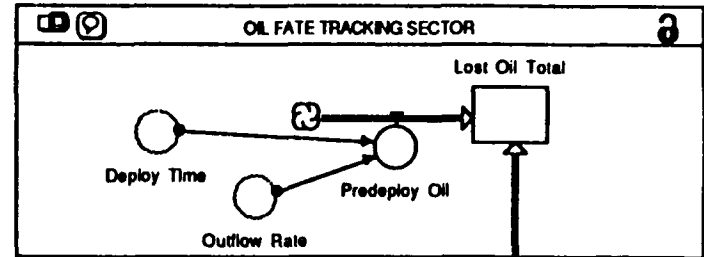 OIL FATE TRACKING SECTOR
Lost Oil Total
Deploy Time
Predeploy Oil
Outflow Rate